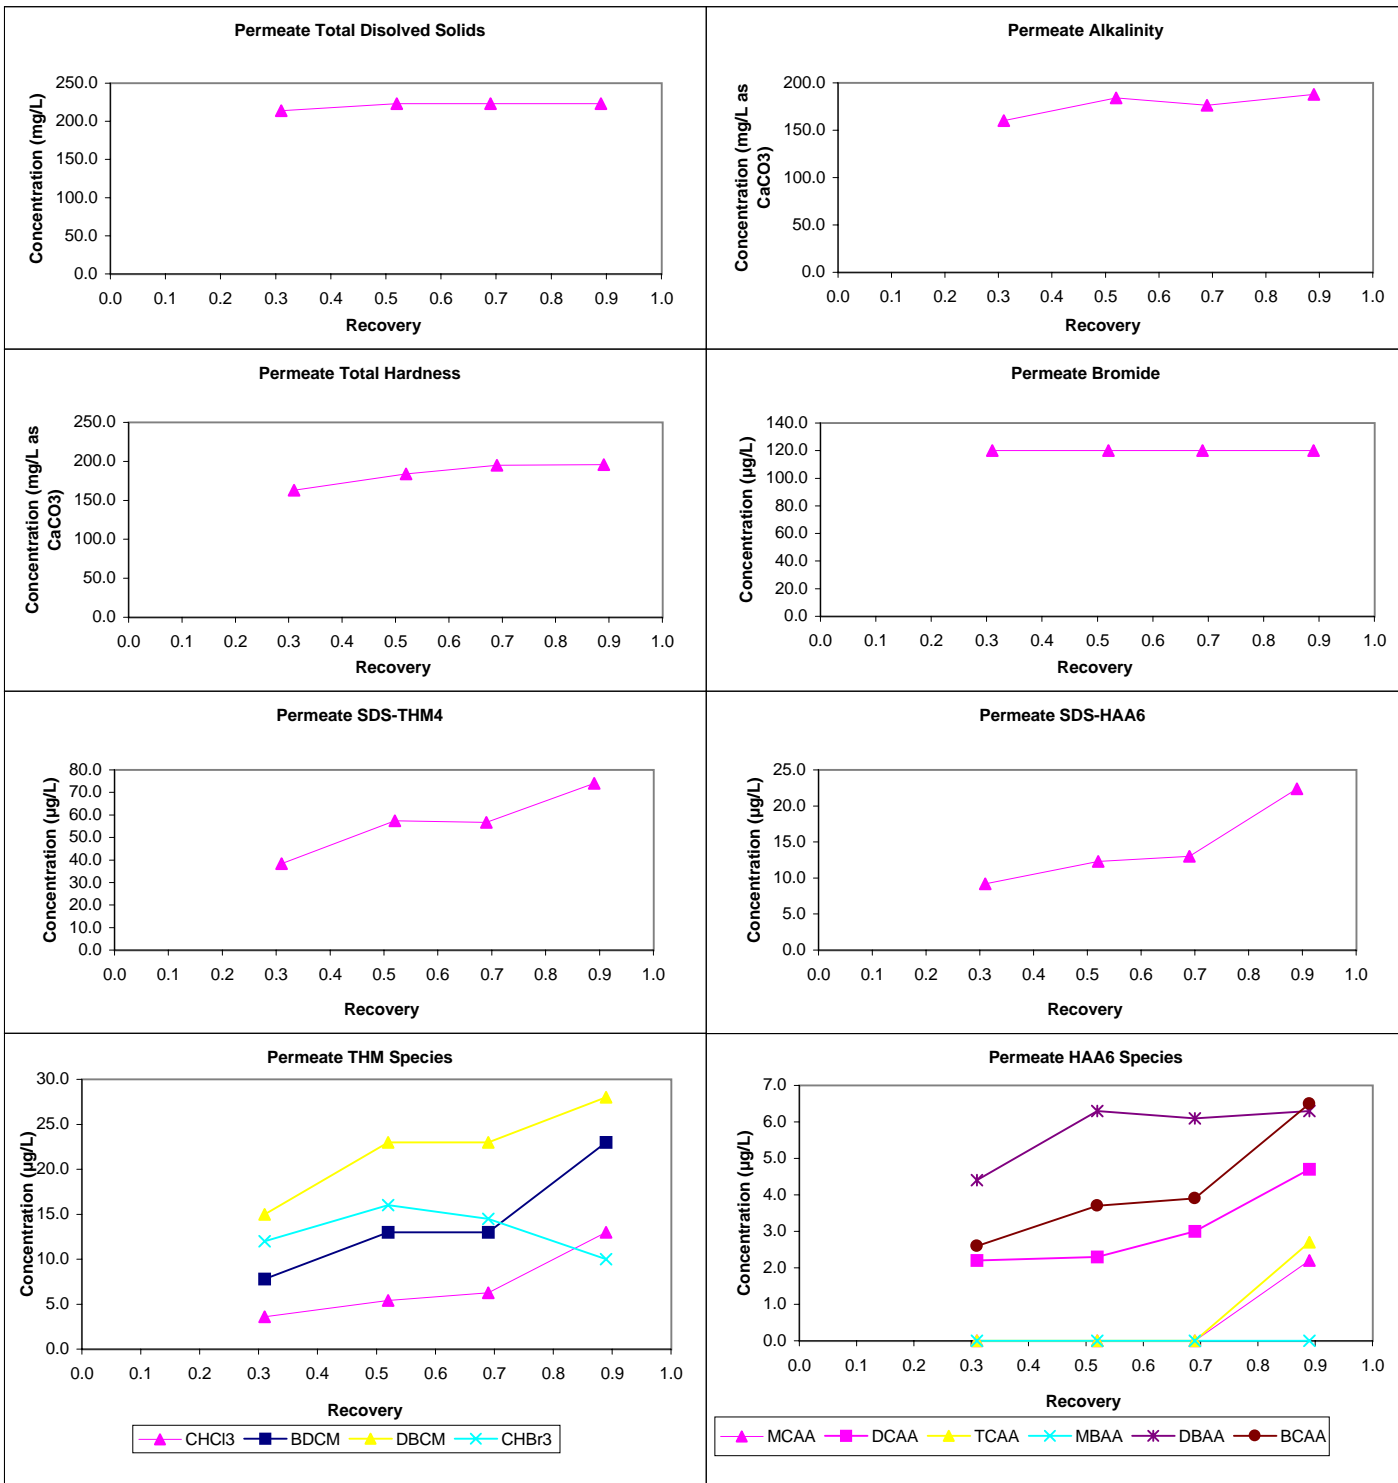 Permeate Total Disolved Solids
Concentration (mg/L)
250.0
200.0
150.0
100.0
50.0
0.0
0.0 0.1 0.2 0.3 0.4 0.5 0.6 0.7 0.8 0.9 1.0
Recovery
Permeate Alkalinity
Concentration (mg/L as
CaCO3)
200.0
150.0
100.0
50.0
0.0
0.0 0.1 0.2 0.3 0.4 0.5 0.6 0.7 0.8 0.9 1.0
Recovery
Permeate Total Hardness
Concentration (mg/L as
CaCO3)
250.0
200.0
150.0
100.0
50.0
0.0
0.0 0.1 0.2 0.3 0.4 0.5 0.6 0.7 0.8 0.9 1.0
Recovery
Permeate Bromide
Concentration (µg/L)
140.0
120.0
100.0
80.0
60.0
40.0
20.0
0.0
0.0 0.1 0.2 0.3 0.4 0.5 0.6 0.7 0.8 0.9 1.0
Recovery
Permeate SDS-THM4
Concentration (µg/L)
80.0
70.0
60.0
50.0
40.0
30.0
20.0
10.0
0.0
0.0 0.1 0.2 0.3 0.4 0.5 0.6 0.7 0.8 0.9 1.0
Recovery
Permeate SDS-HAA6
Concentration (µg/L)
25.0
20.0
15.0
10.0
5.0
0.0
0.0 0.1 0.2 0.3 0.4 0.5 0.6 0.7 0.8 0.9 1.0
Recovery
Permeate THM Species
Concentration (µg/L)
30.0
25.0
20.0
15.0
10.0
5.0
0.0
0.0 0.1 0.2 0.3 0.4 0.5 0.6 0.7 0.8 0.9 1.0
Recovery
CHCl3 BDCM DBCM CHBr3
Permeate HAA6 Species
Concentration (µg/L)
7.0
6.0
5.0
4.0
3.0
2.0
1.0
0.0
0.0 0.1 0.2 0.3 0.4 0.5 0.6 0.7 0.8 0.9 1.0
Recovery
MCAA DCAA TCAA MBAA DBAA BCAA